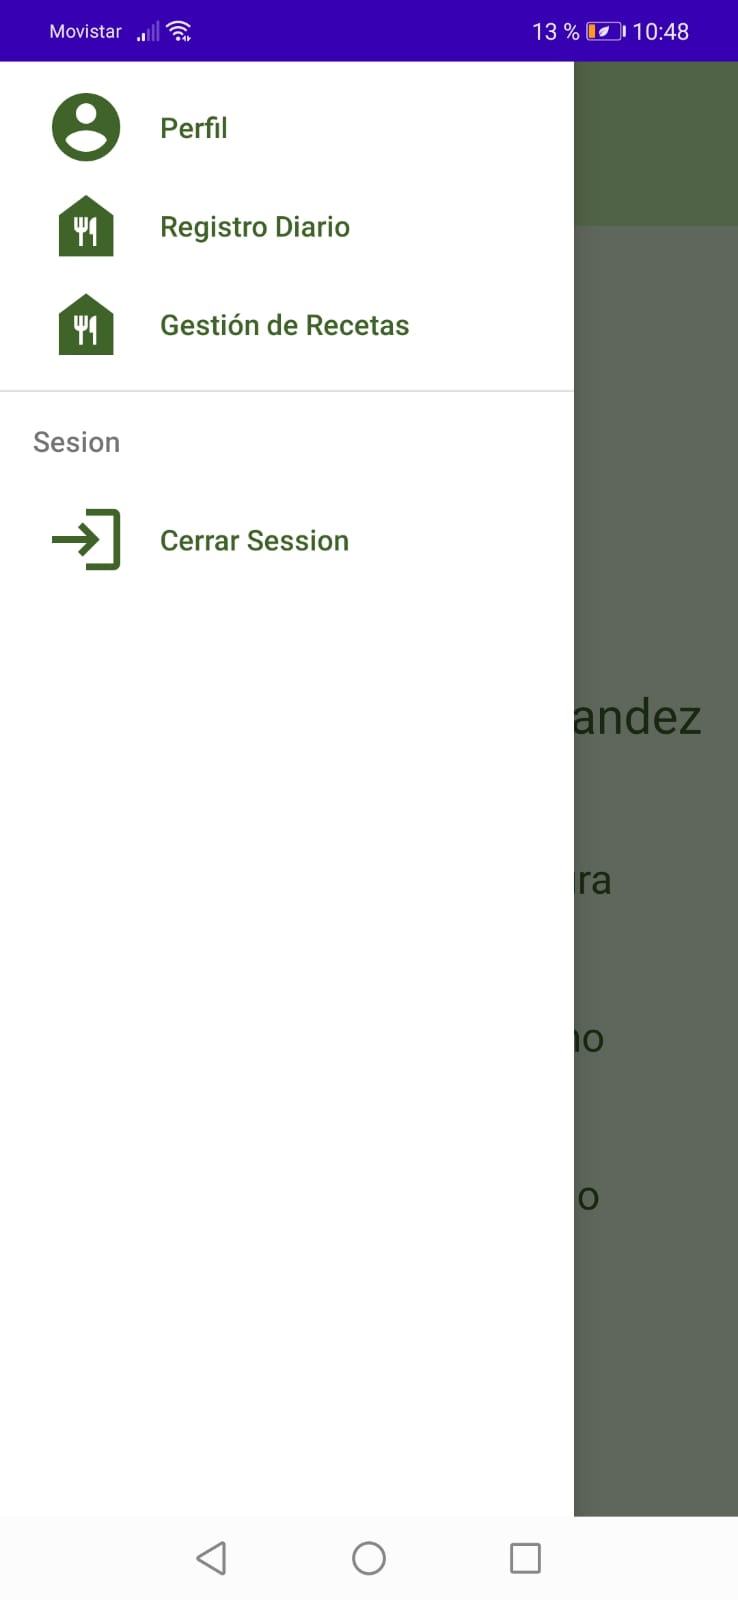 Movistar 13 % 10:48
Perfil
Registro Diario
Gestión de Recetas
Sesion
Cerrar Session
andez
ra
o
o